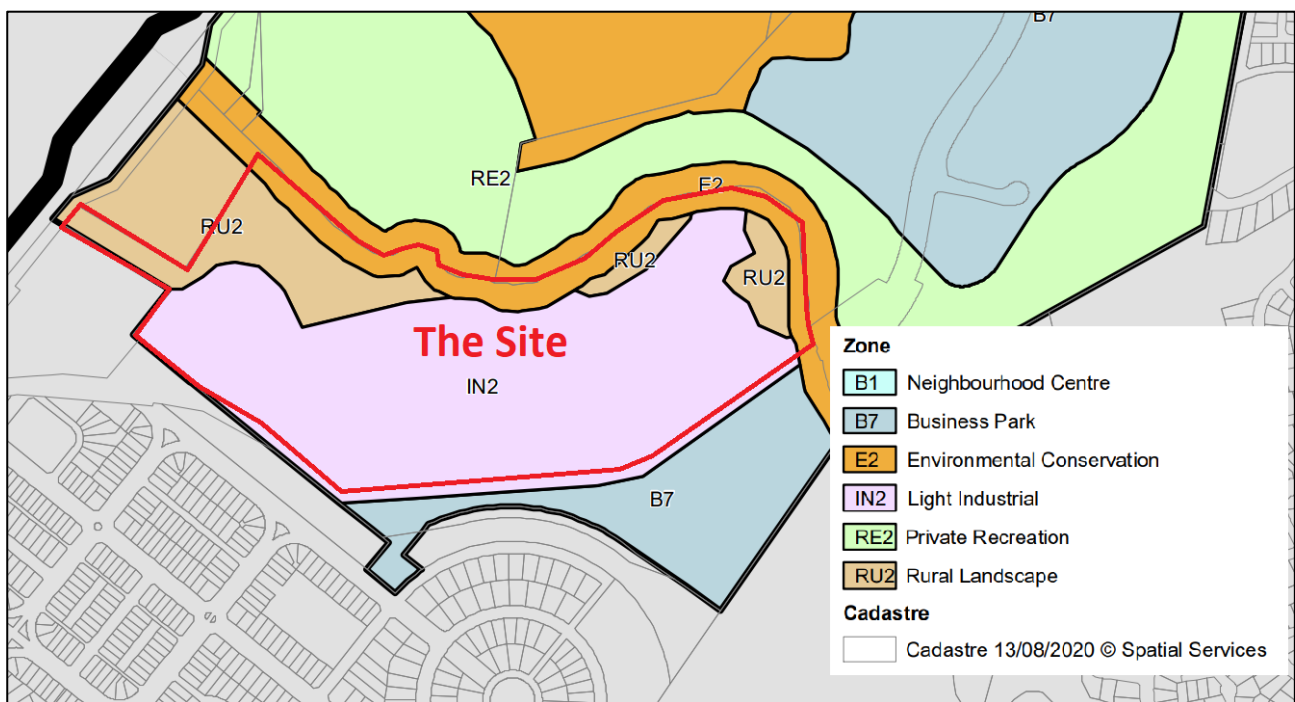 B7
RE2
E2
RU2
RU2
RU2
The Site
IN2
B7
Zone
B1 Neighbourhood Centre
B7 Business Park
E2 Environmental Conservation
IN2 Light Industrial
RE2 Private Recreation
RU2 Rural Landscape
Cadastre
Cadastre 13/08/2020 © Spatial Services